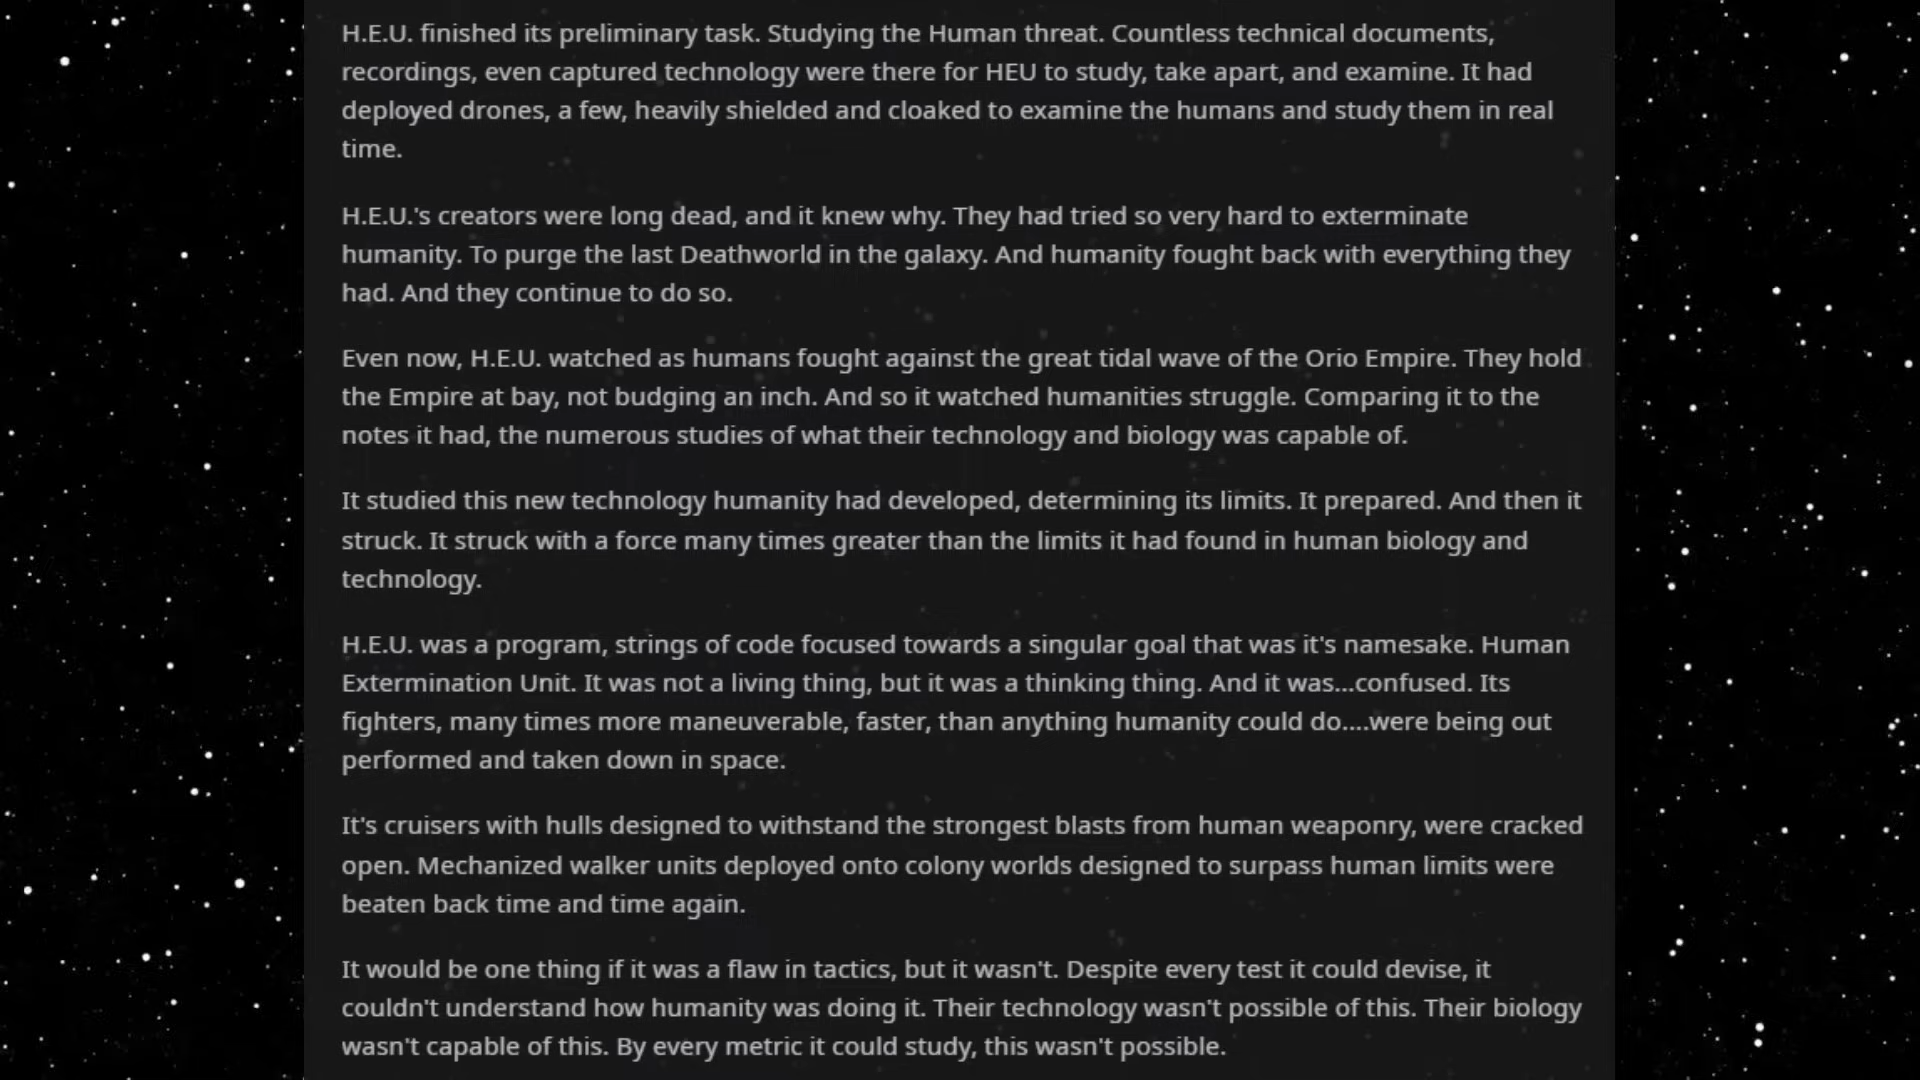 H.E.U. finished its preliminary task. Studying the Human threat. Countless technical documents,
recordings, even captured technology were there for HEU to study, take apart, and examine. It had
deployed drones, a few, heavily shielded and cloaked to examine the humans and study them in real
time.
H.E.U.'s creators were long dead, and it knew why. They had tried so very hard to exterminate
humanity. To purge the last Deathworld in the galaxy. And humanity fought back with everything they
had. And they continue to do so.
Even now, H.E.U. watched as humans fought against the great tidal wave of the Orio Empire. They hold
the Empire at bay, not budging an inch. And so it watched humanities struggle. Comparing it to the
notes it had, the numerous studies of what their technology and biology was capable of.
It studied this new technology humanity had developed, determining its limits. It prepared. And then it
struck. It struck with a force many times greater than the limits it had found in human biology and
technology.
H.E.U. was a program, strings of code focused towards a singular goal that was it's namesake. Human
Extermination Unit. It was not a living thing, but it was a thinking thing. And it was...confused. Its
fighters, many times more maneuverable, faster, than anything humanity could do....were being out
performed and taken down in space.
It's cruisers with hulls designed to withstand the strongest blasts from human weaponry, were cracked
open. Mechanized walker units deployed onto colony worlds designed to surpass human limits were
beaten back time and time again.
It would be one thing if it was a flaw in tactics, but it wasn't. Despite every test it could devise, it
couldn't understand how humanity was doing it. Their technology wasn't possible of this. Their biology
wasn't capable of this. By every metric it could study, this wasn't possible.